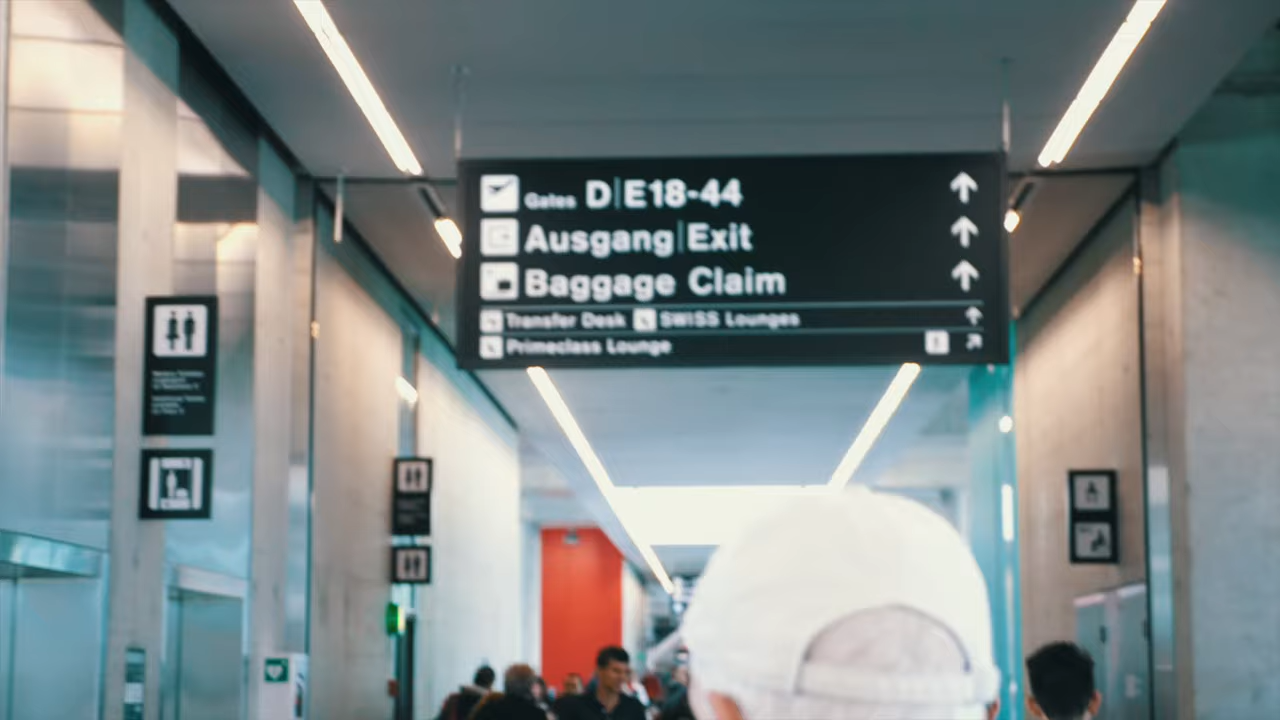 Gates D|E18-44
Ausgang|Exit
Baggage Claim
Transfer Desk SWISS Lounges
Primeclass Lounge